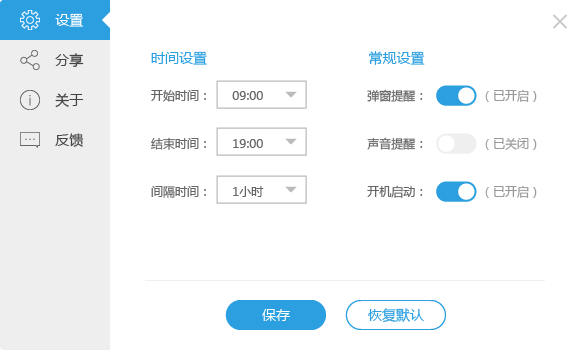 设置
分享
关于
反馈
时间设置
开始时间： 09:00
结束时间： 19:00
间隔时间： 1小时
常规设置
弹窗提醒： （已开启）
声音提醒： （已关闭）
开机启动： （已开启）
保存
恢复默认